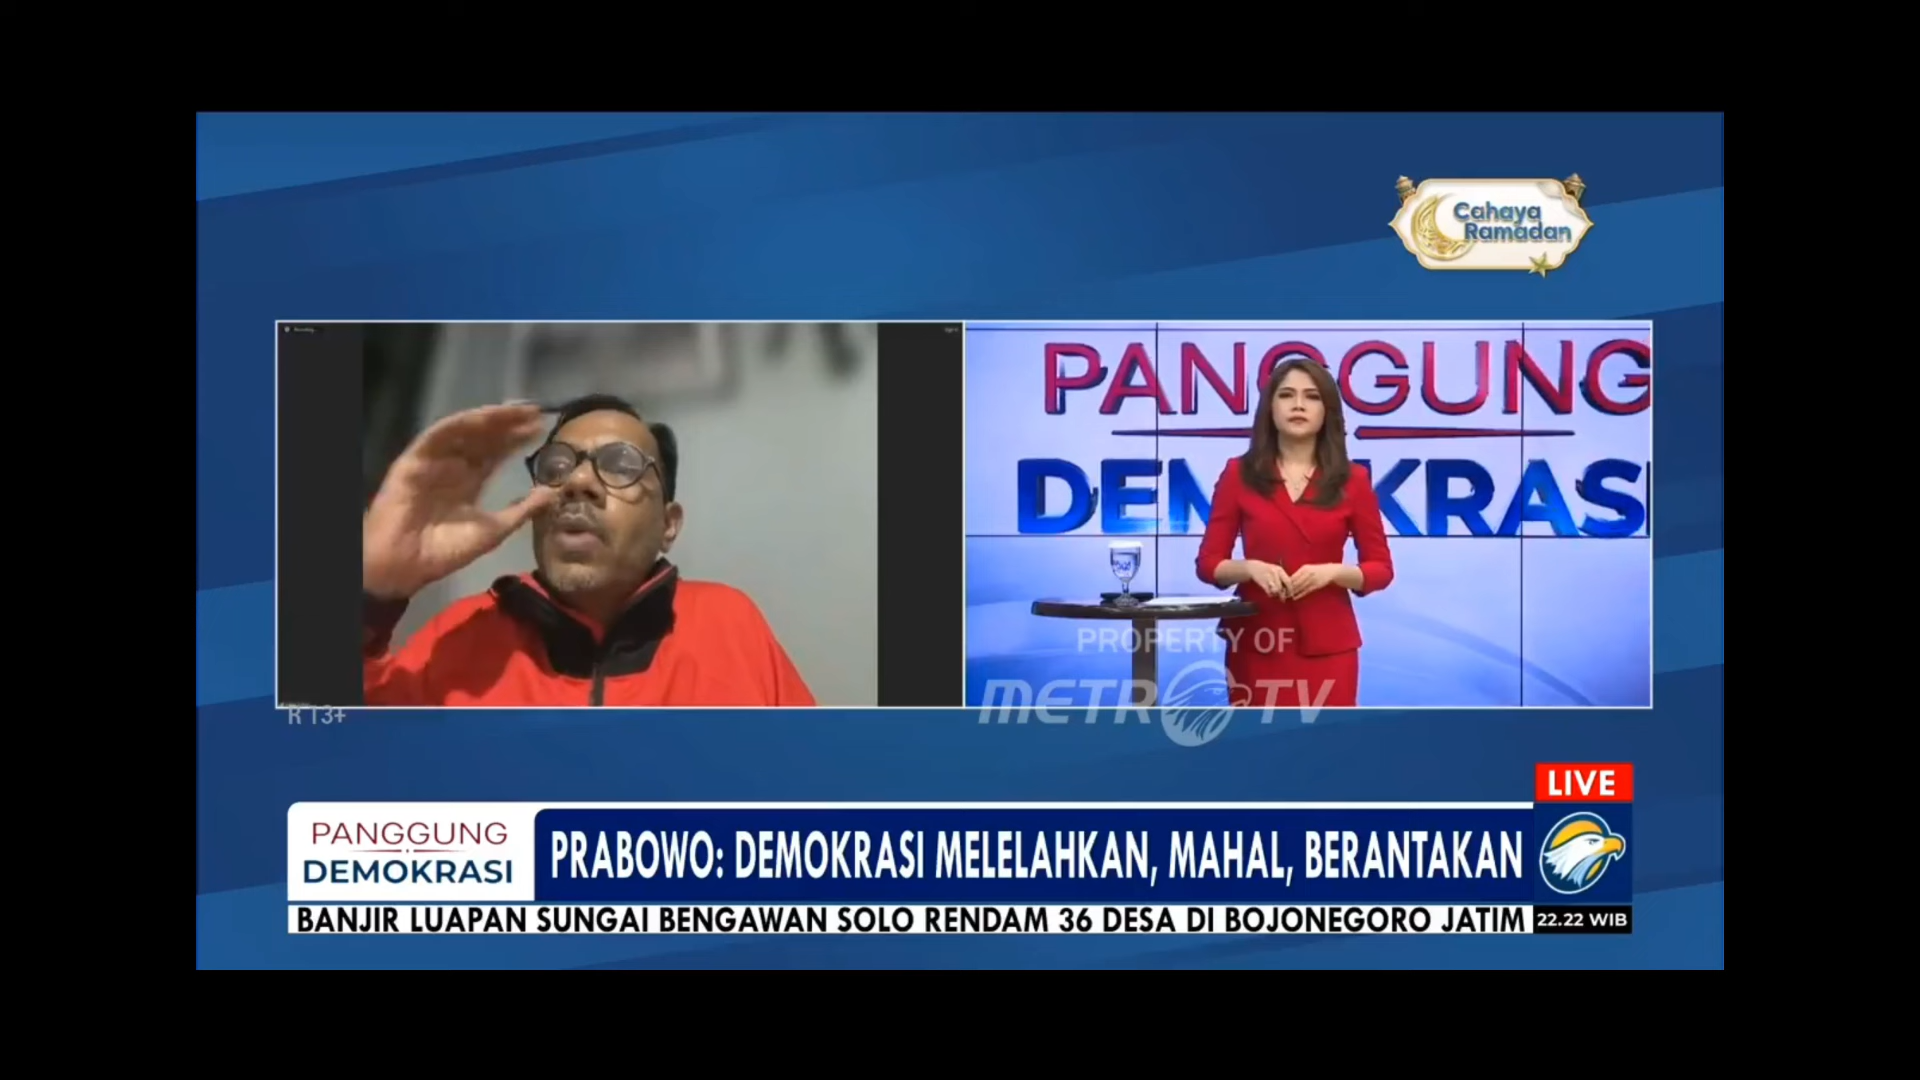 Cahaya
Ramadan
PANGGUNG
DEMOKRASI
PROPERTY OF
METRO TV
R 13+
LIVE
PANGGUNG
DEMOKRASI
PRABOWO: DEMOKRASI MELELAHKAN, MAHAL, BERANTAKAN
BANJIR LUAPAN SUNGAI BENGAWAN SOLO RENDAM 36 DESA DI BOJONEGORO JATIM
22.22 WIB